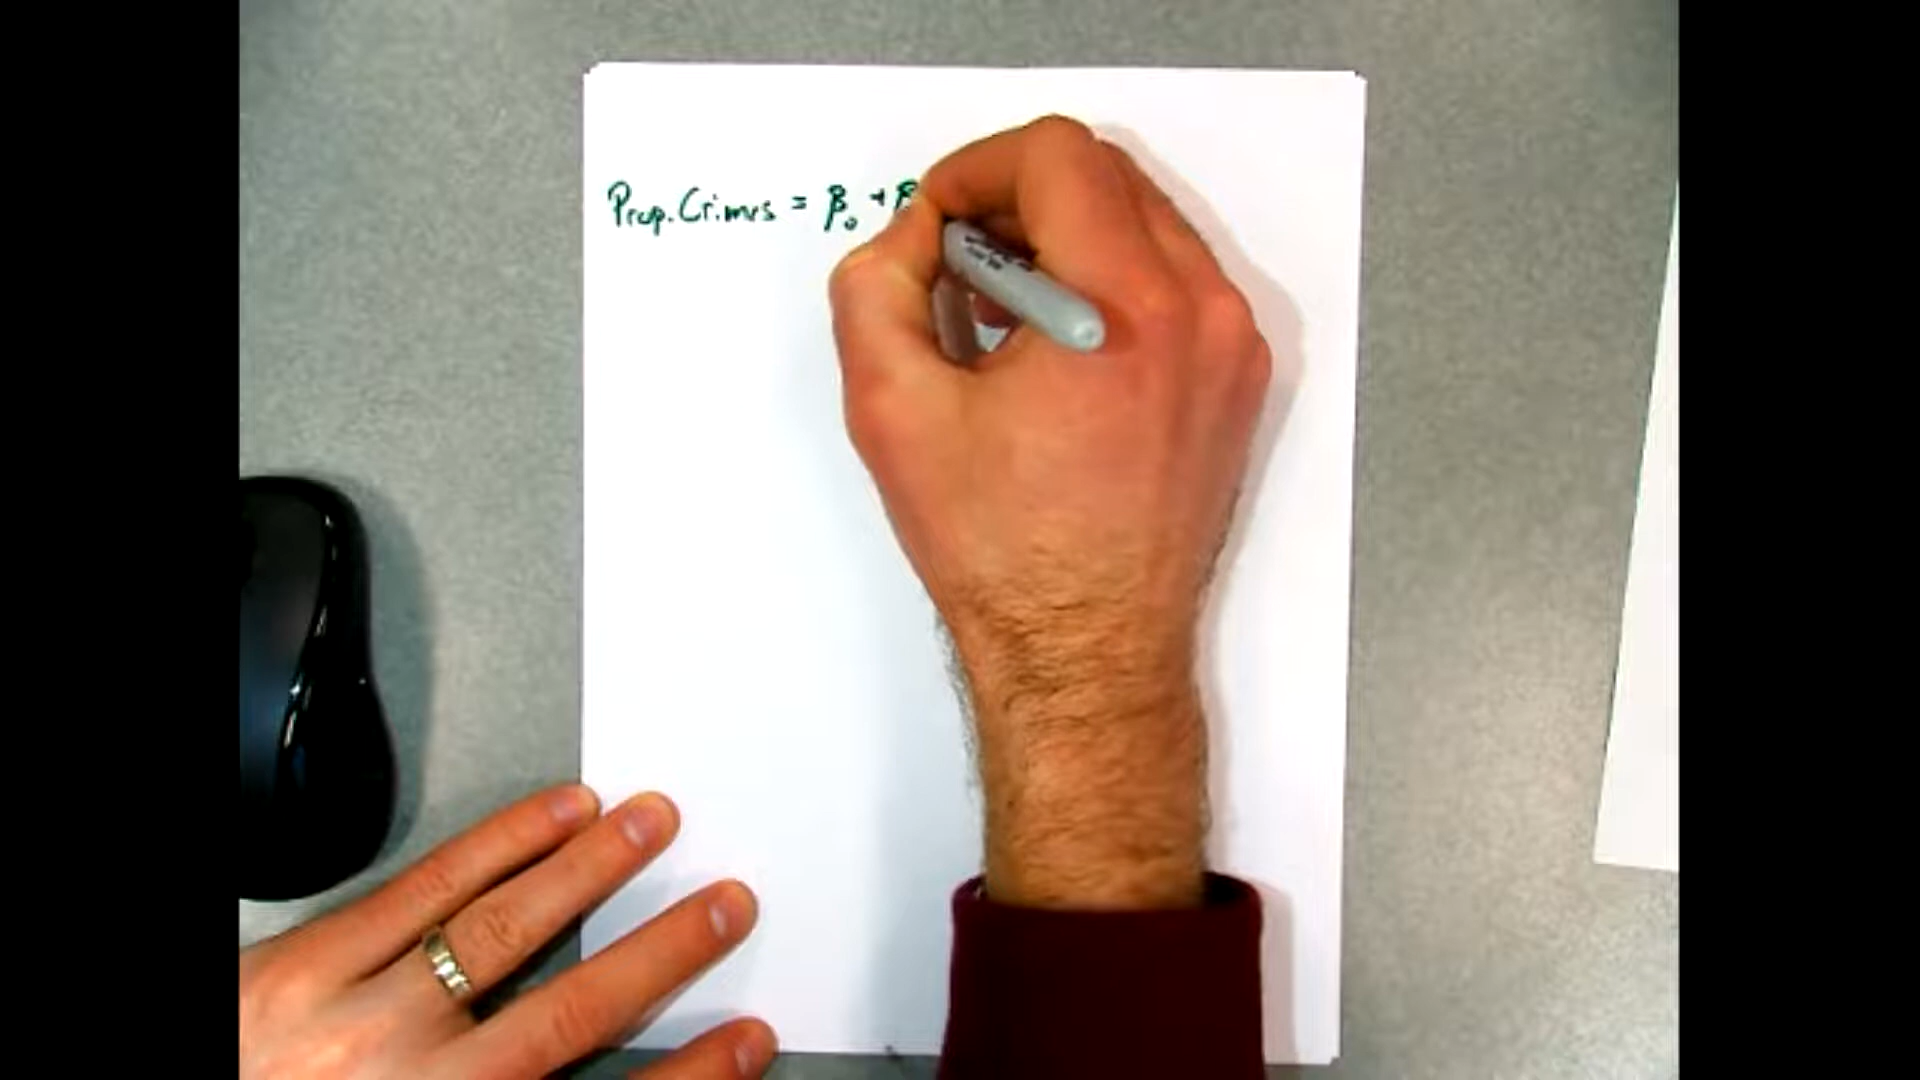 Prop. Crimes = β₀ + β